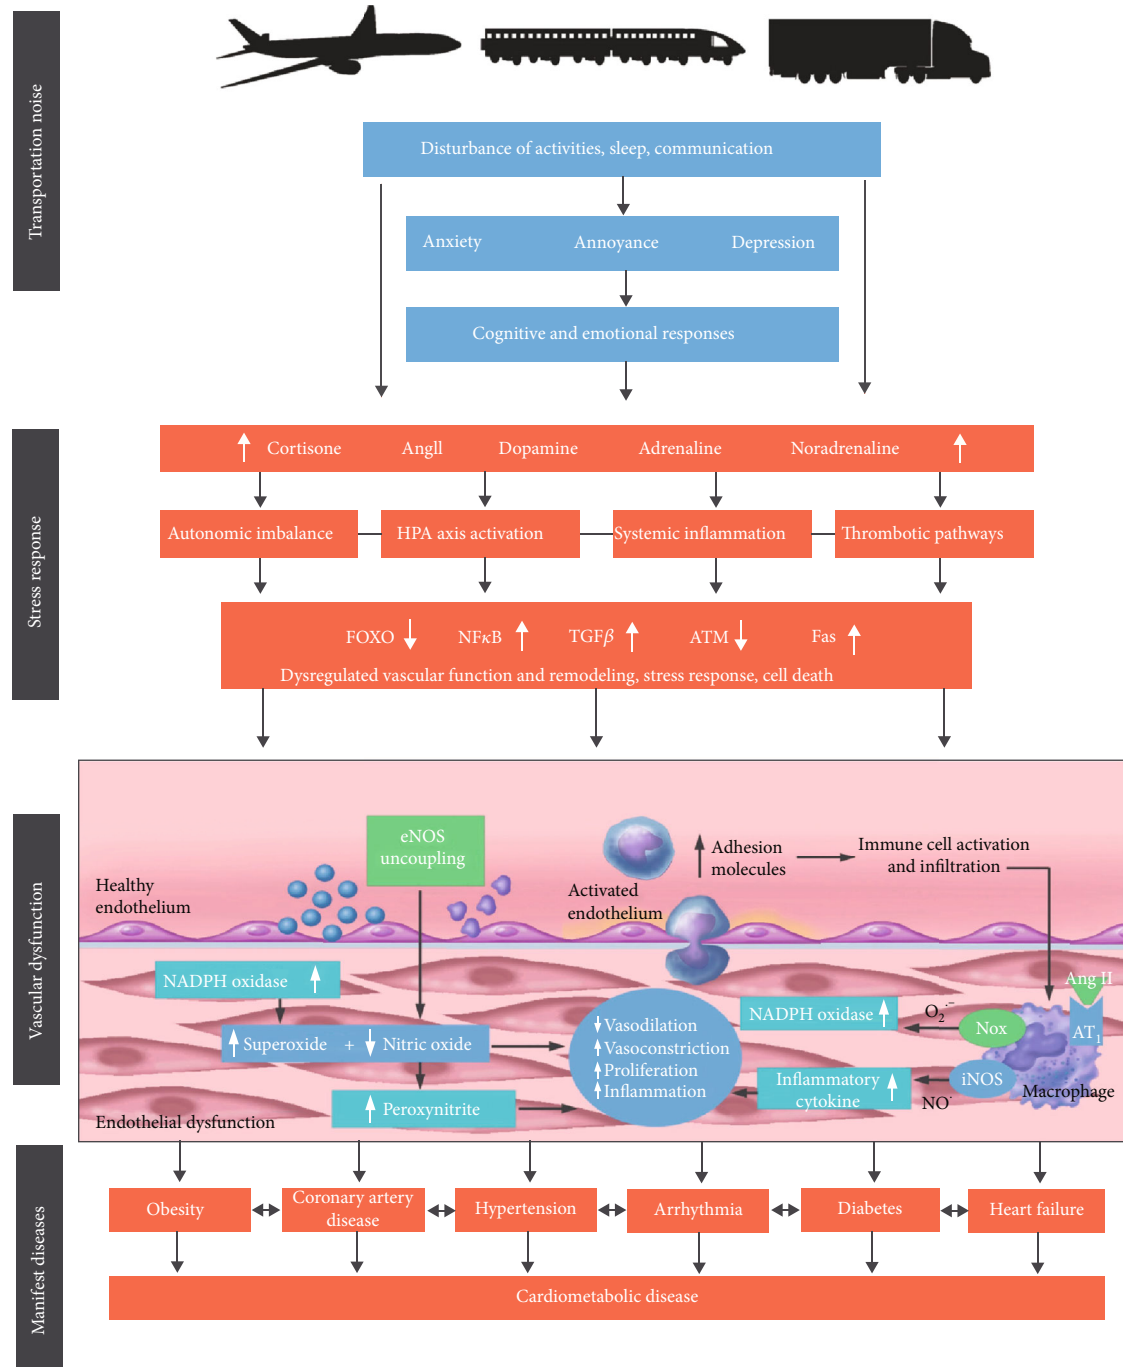 Transportation noise
Disturbance of activities, sleep, communication
Anxiety Annoyance Depression
Cognitive and emotional responses
Stress response
Cortisone Angll Dopamine Adrenaline Noradrenaline
Autonomic imbalance HPA axis activation Systemic inflammation Thrombotic pathways
FOXO NFκB TGFβ ATM Fas
Dysregulated vascular function and remodeling, stress response, cell death
Vascular dysfunction
eNOS
uncoupling
Healthy
endothelium
Activated
endothelium
Adhesion
molecules
Immune cell activation
and infiltration
NADPH oxidase
Superoxide + Nitric oxide
Peroxynitrite
Endothelial dysfunction
Vasodilation
Vasoconstriction
Proliferation
Inflammation
NADPH oxidase
O₂·⁻
Nox
Ang II
AT₁
Inflammatory
cytokine
NO·
iNOS
Macrophage
Manifest diseases
Obesity
Coronary artery
disease
Hypertension
Arrhythmia
Diabetes
Heart failure
Cardiometabolic disease